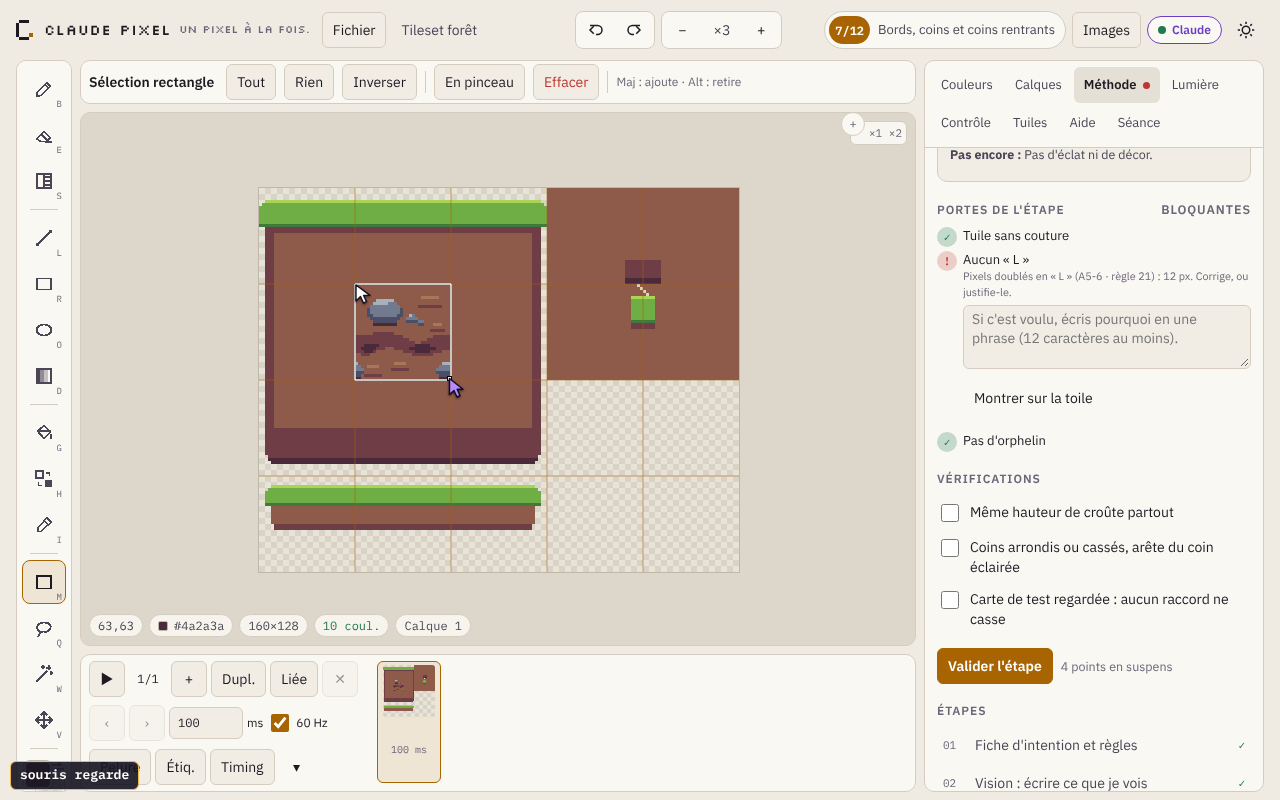 CLAUDE PIXEL UN PIXEL À LA FOIS. Fichier Tileset forêt − ×3 + 7/12 Bords, coins et coins rentrants Images Claude
Sélection rectangle Tout Rien Inverser En pinceau Effacer Maj : ajoute · Alt : retire
B
E
S
L
R
O
D
G
H
I
M
Q
W
V
+ ×1 ×2
63,63 #4a2a3a 160×128 10 coul. Calque 1
1/1 + Dupl. Liée ✕
‹ › 100 ms 60 Hz
Étiq. Timing ▼
100 ms
souris regarde
Couleurs Calques Méthode Lumière
Contrôle Tuiles Aide Séance
Pas encore : Pas d'éclat ni de décor.
PORTES DE L'ÉTAPE BLOQUANTES
✓ Tuile sans couture
! Aucun « L »
Pixels doublés en « L » (A5-6 · règle 21) : 12 px. Corrige, ou
justifie-le.
Si c'est voulu, écris pourquoi en une
phrase (12 caractères au moins).
Montrer sur la toile
✓ Pas d'orphelin
VÉRIFICATIONS
Même hauteur de croûte partout
Coins arrondis ou cassés, arête du coin
éclairée
Carte de test regardée : aucun raccord ne
casse
Valider l'étape 4 points en suspens
ÉTAPES
01 Fiche d'intention et règles ✓
02 Vision : écrire ce que je vois ✓